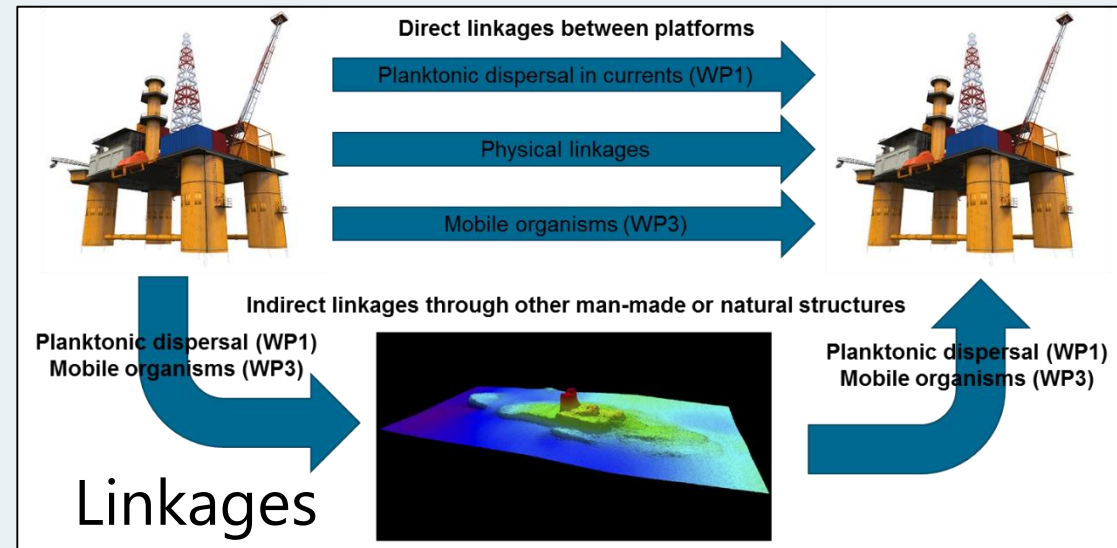 Direct linkages between platforms
Planktonic dispersal in currents (WP1)
Physical linkages
Mobile organisms (WP3)
Indirect linkages through other man-made or natural structures
Planktonic dispersal (WP1)
Mobile organisms (WP3)
Planktonic dispersal (WP1)
Mobile organisms (WP3)
Linkages